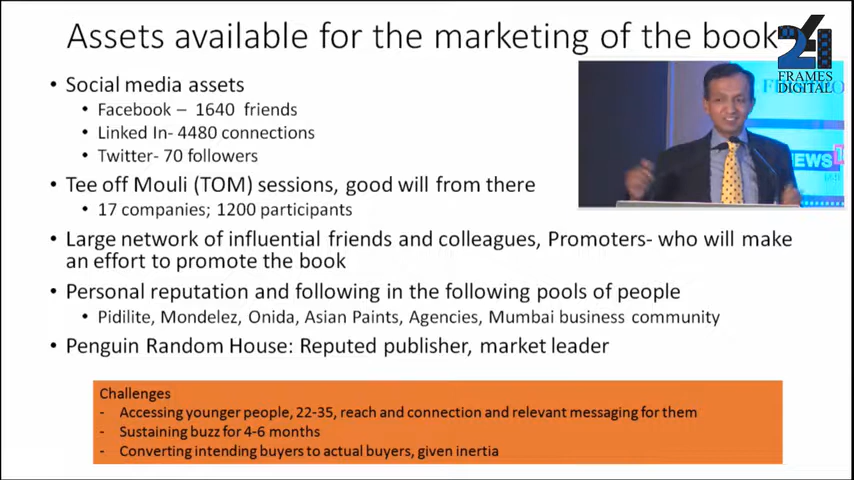 Assets available for the marketing of the book
24
FRAMES
DIGITAL
• Social media assets
• Facebook – 1640 friends
• Linked In- 4480 connections
• Twitter- 70 followers
NEWS
• Tee off Mouli (TOM) sessions, good will from there
• 17 companies; 1200 participants
• Large network of influential friends and colleagues, Promoters- who will make
an effort to promote the book
• Personal reputation and following in the following pools of people
• Pidilite, Mondelez, Onida, Asian Paints, Agencies, Mumbai business community
• Penguin Random House: Reputed publisher, market leader
Challenges
- Accessing younger people, 22-35, reach and connection and relevant messaging for them
- Sustaining buzz for 4-6 months
- Converting intending buyers to actual buyers, given inertia